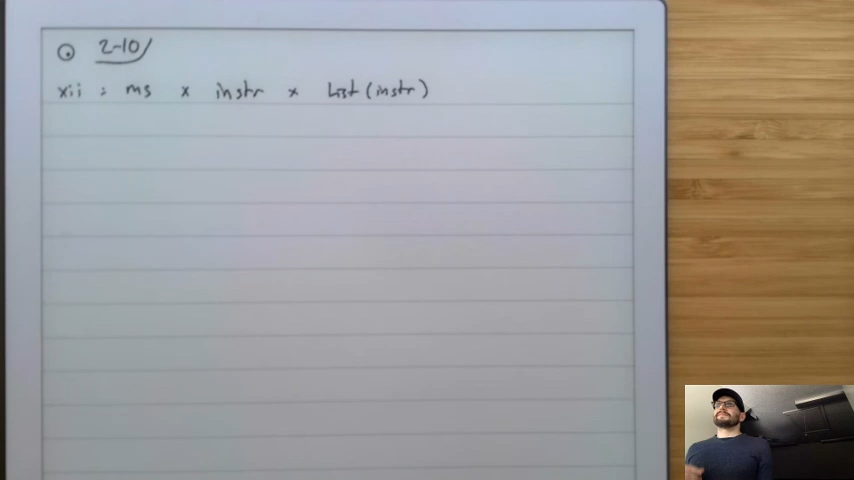 ⊙ 2-10/
xii : ms x instr x List (instr)